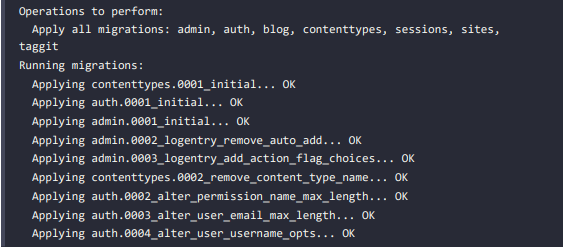 Operations to perform:
Apply all migrations: admin, auth, blog, contenttypes, sessions, sites,
taggit
Running migrations:
Applying contenttypes.0001_initial... OK
Applying auth.0001_initial... OK
Applying admin.0001_initial... OK
Applying admin.0002_logentry_remove_auto_add... OK
Applying admin.0003_logentry_add_action_flag_choices... OK
Applying contenttypes.0002_remove_content_type_name... OK
Applying auth.0002_alter_permission_name_max_length... OK
Applying auth.0003_alter_user_email_max_length... OK
Applying auth.0004_alter_user_username_opts... OK